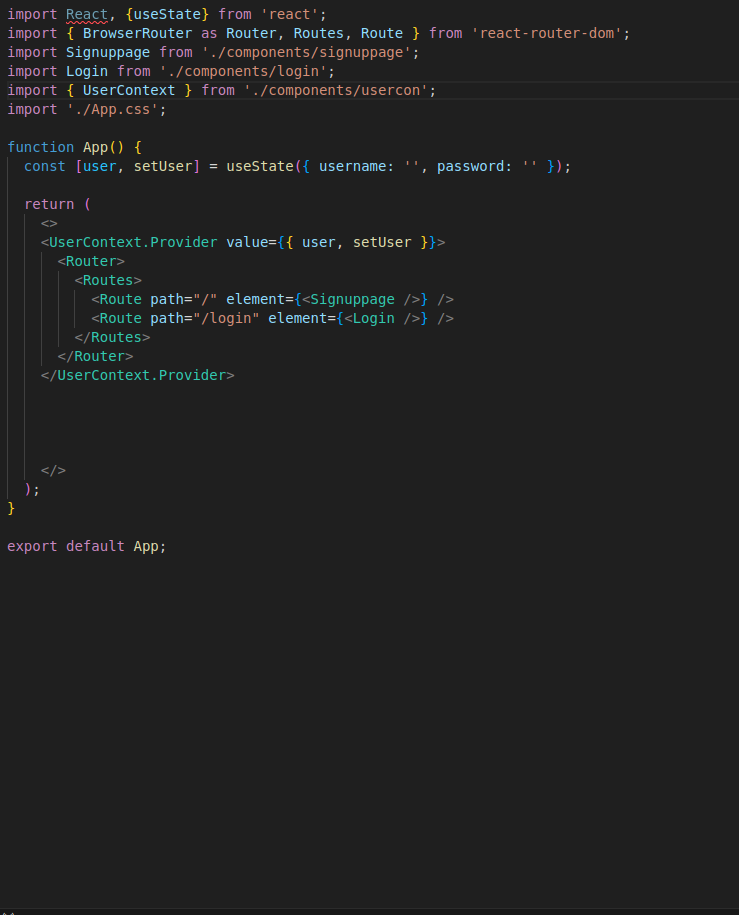 import React, {useState} from 'react';
import { BrowserRouter as Router, Routes, Route } from 'react-router-dom';
import Signuppage from './components/signuppage';
import Login from './components/login';
import { UserContext } from './components/usercon';
import './App.css';

function App() {
  const [user, setUser] = useState({ username: '', password: '' });

  return (
    <>
    <UserContext.Provider value={{ user, setUser }}>
      <Router>
        <Routes>
          <Route path="/" element={<Signuppage />} />
          <Route path="/login" element={<Login />} />
        </Routes>
      </Router>
    </UserContext.Provider>




    </>
  );
}

export default App;